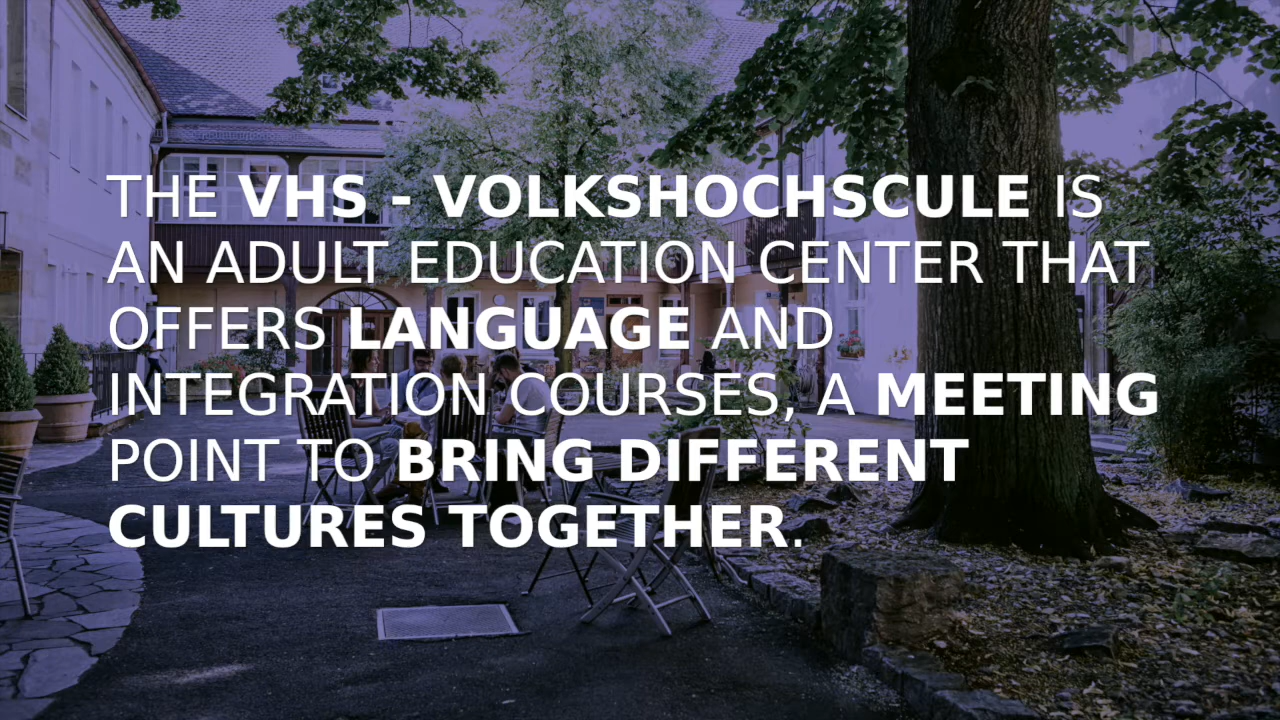 THE VHS - VOLKSHOCHSCULE IS
AN ADULT EDUCATION CENTER THAT
OFFERS LANGUAGE AND
INTEGRATION COURSES, A MEETING
POINT TO BRING DIFFERENT
CULTURES TOGETHER.